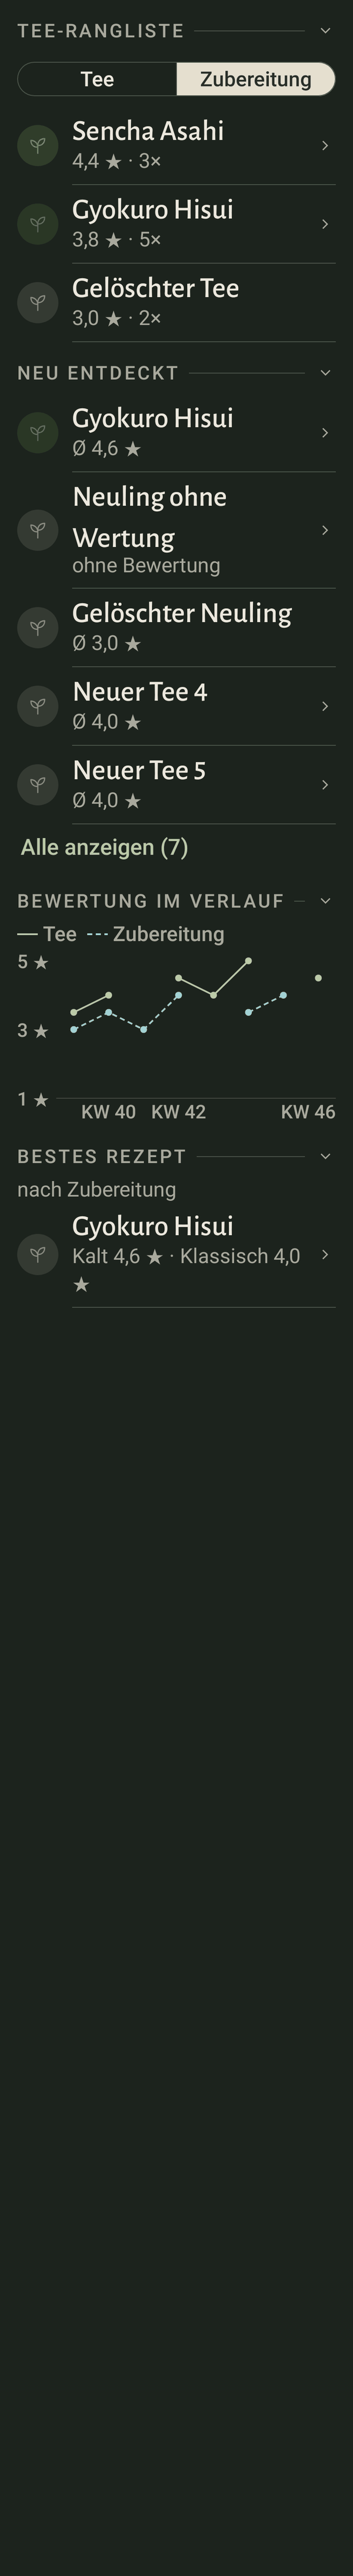 TEE-RANGLISTE
Tee
Zubereitung
Sencha Asahi
4,4 ★ · 3×
Gyokuro Hisui
3,8 ★ · 5×
Gelöschter Tee
3,0 ★ · 2×
NEU ENTDECKT
Gyokuro Hisui
Ø 4,6 ★
Neuling ohne
Wertung
ohne Bewertung
Gelöschter Neuling
Ø 3,0 ★
Neuer Tee 4
Ø 4,0 ★
Neuer Tee 5
Ø 4,0 ★
Alle anzeigen (7)
BEWERTUNG IM VERLAUF
Tee Zubereitung
5 ★
3 ★
1 ★
KW 40 KW 42 KW 46
BESTES REZEPT
nach Zubereitung
Gyokuro Hisui
Kalt 4,6 ★ · Klassisch 4,0
★